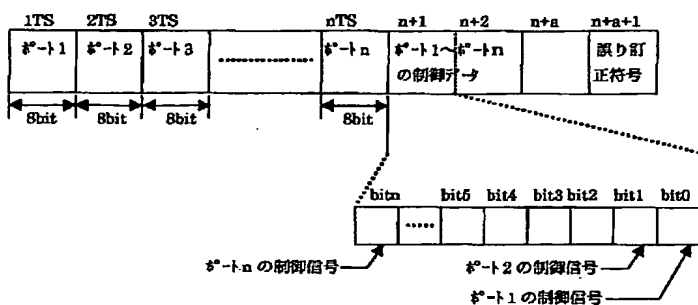 1TS 2TS 3TS nTS n+1 n+2 n+a n+a+1
ﾎﾟｰﾄ1 ﾎﾟｰﾄ2 ﾎﾟｰﾄ3 ﾎﾟｰﾄn ﾎﾟｰﾄ1～ﾎﾟｰﾄn 誤り訂
の制御データ 正符号
8bit 8bit 8bit 8bit
bitn bit5 bit4 bit3 bit2 bit1 bit0
ﾎﾟｰﾄn の制御信号 ﾎﾟｰﾄ2 の制御信号
ﾎﾟｰﾄ1 の制御信号